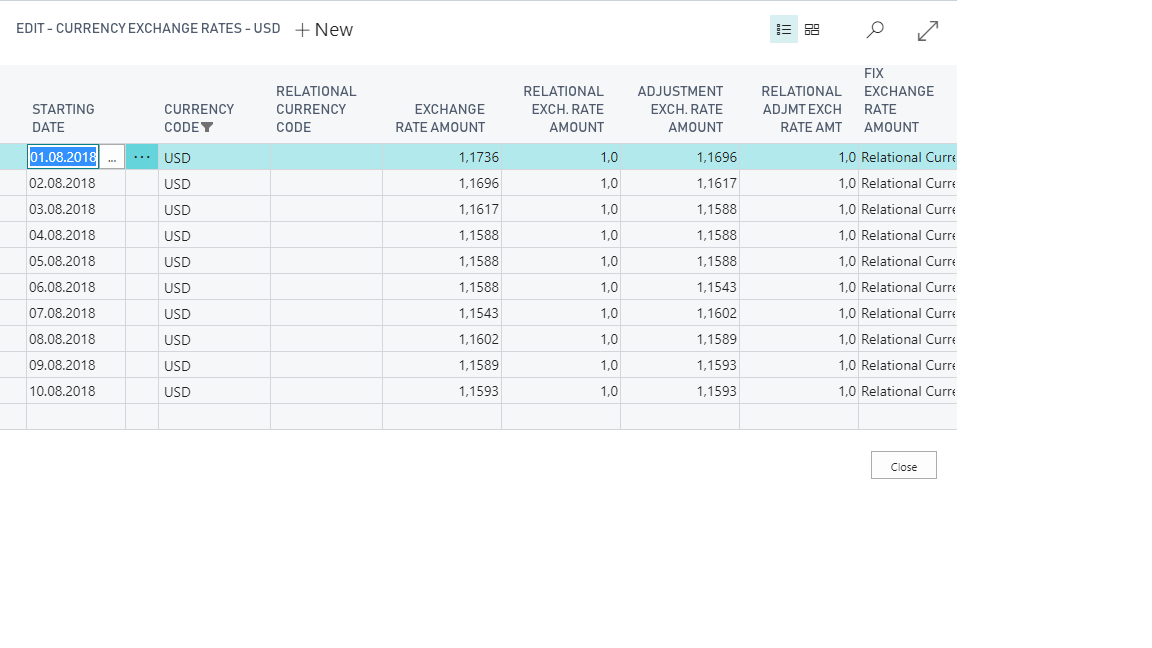 EDIT - CURRENCY EXCHANGE RATES - USD + New
STARTING DATE CURRENCY CODE RELATIONAL CURRENCY CODE EXCHANGE RATE AMOUNT RELATIONAL EXCH. RATE AMOUNT ADJUSTMENT EXCH. RATE AMOUNT RELATIONAL ADJMT EXCH RATE AMT FIX EXCHANGE RATE AMOUNT
01.08.2018 ... ··· USD 1,1736 1,0 1,1696 1,0 Relational Curre
02.08.2018 USD 1,1696 1,0 1,1617 1,0 Relational Curre
03.08.2018 USD 1,1617 1,0 1,1588 1,0 Relational Curre
04.08.2018 USD 1,1588 1,0 1,1588 1,0 Relational Curre
05.08.2018 USD 1,1588 1,0 1,1588 1,0 Relational Curre
06.08.2018 USD 1,1588 1,0 1,1543 1,0 Relational Curre
07.08.2018 USD 1,1543 1,0 1,1602 1,0 Relational Curre
08.08.2018 USD 1,1602 1,0 1,1589 1,0 Relational Curre
09.08.2018 USD 1,1589 1,0 1,1593 1,0 Relational Curre
10.08.2018 USD 1,1593 1,0 1,1593 1,0 Relational Curre
Close